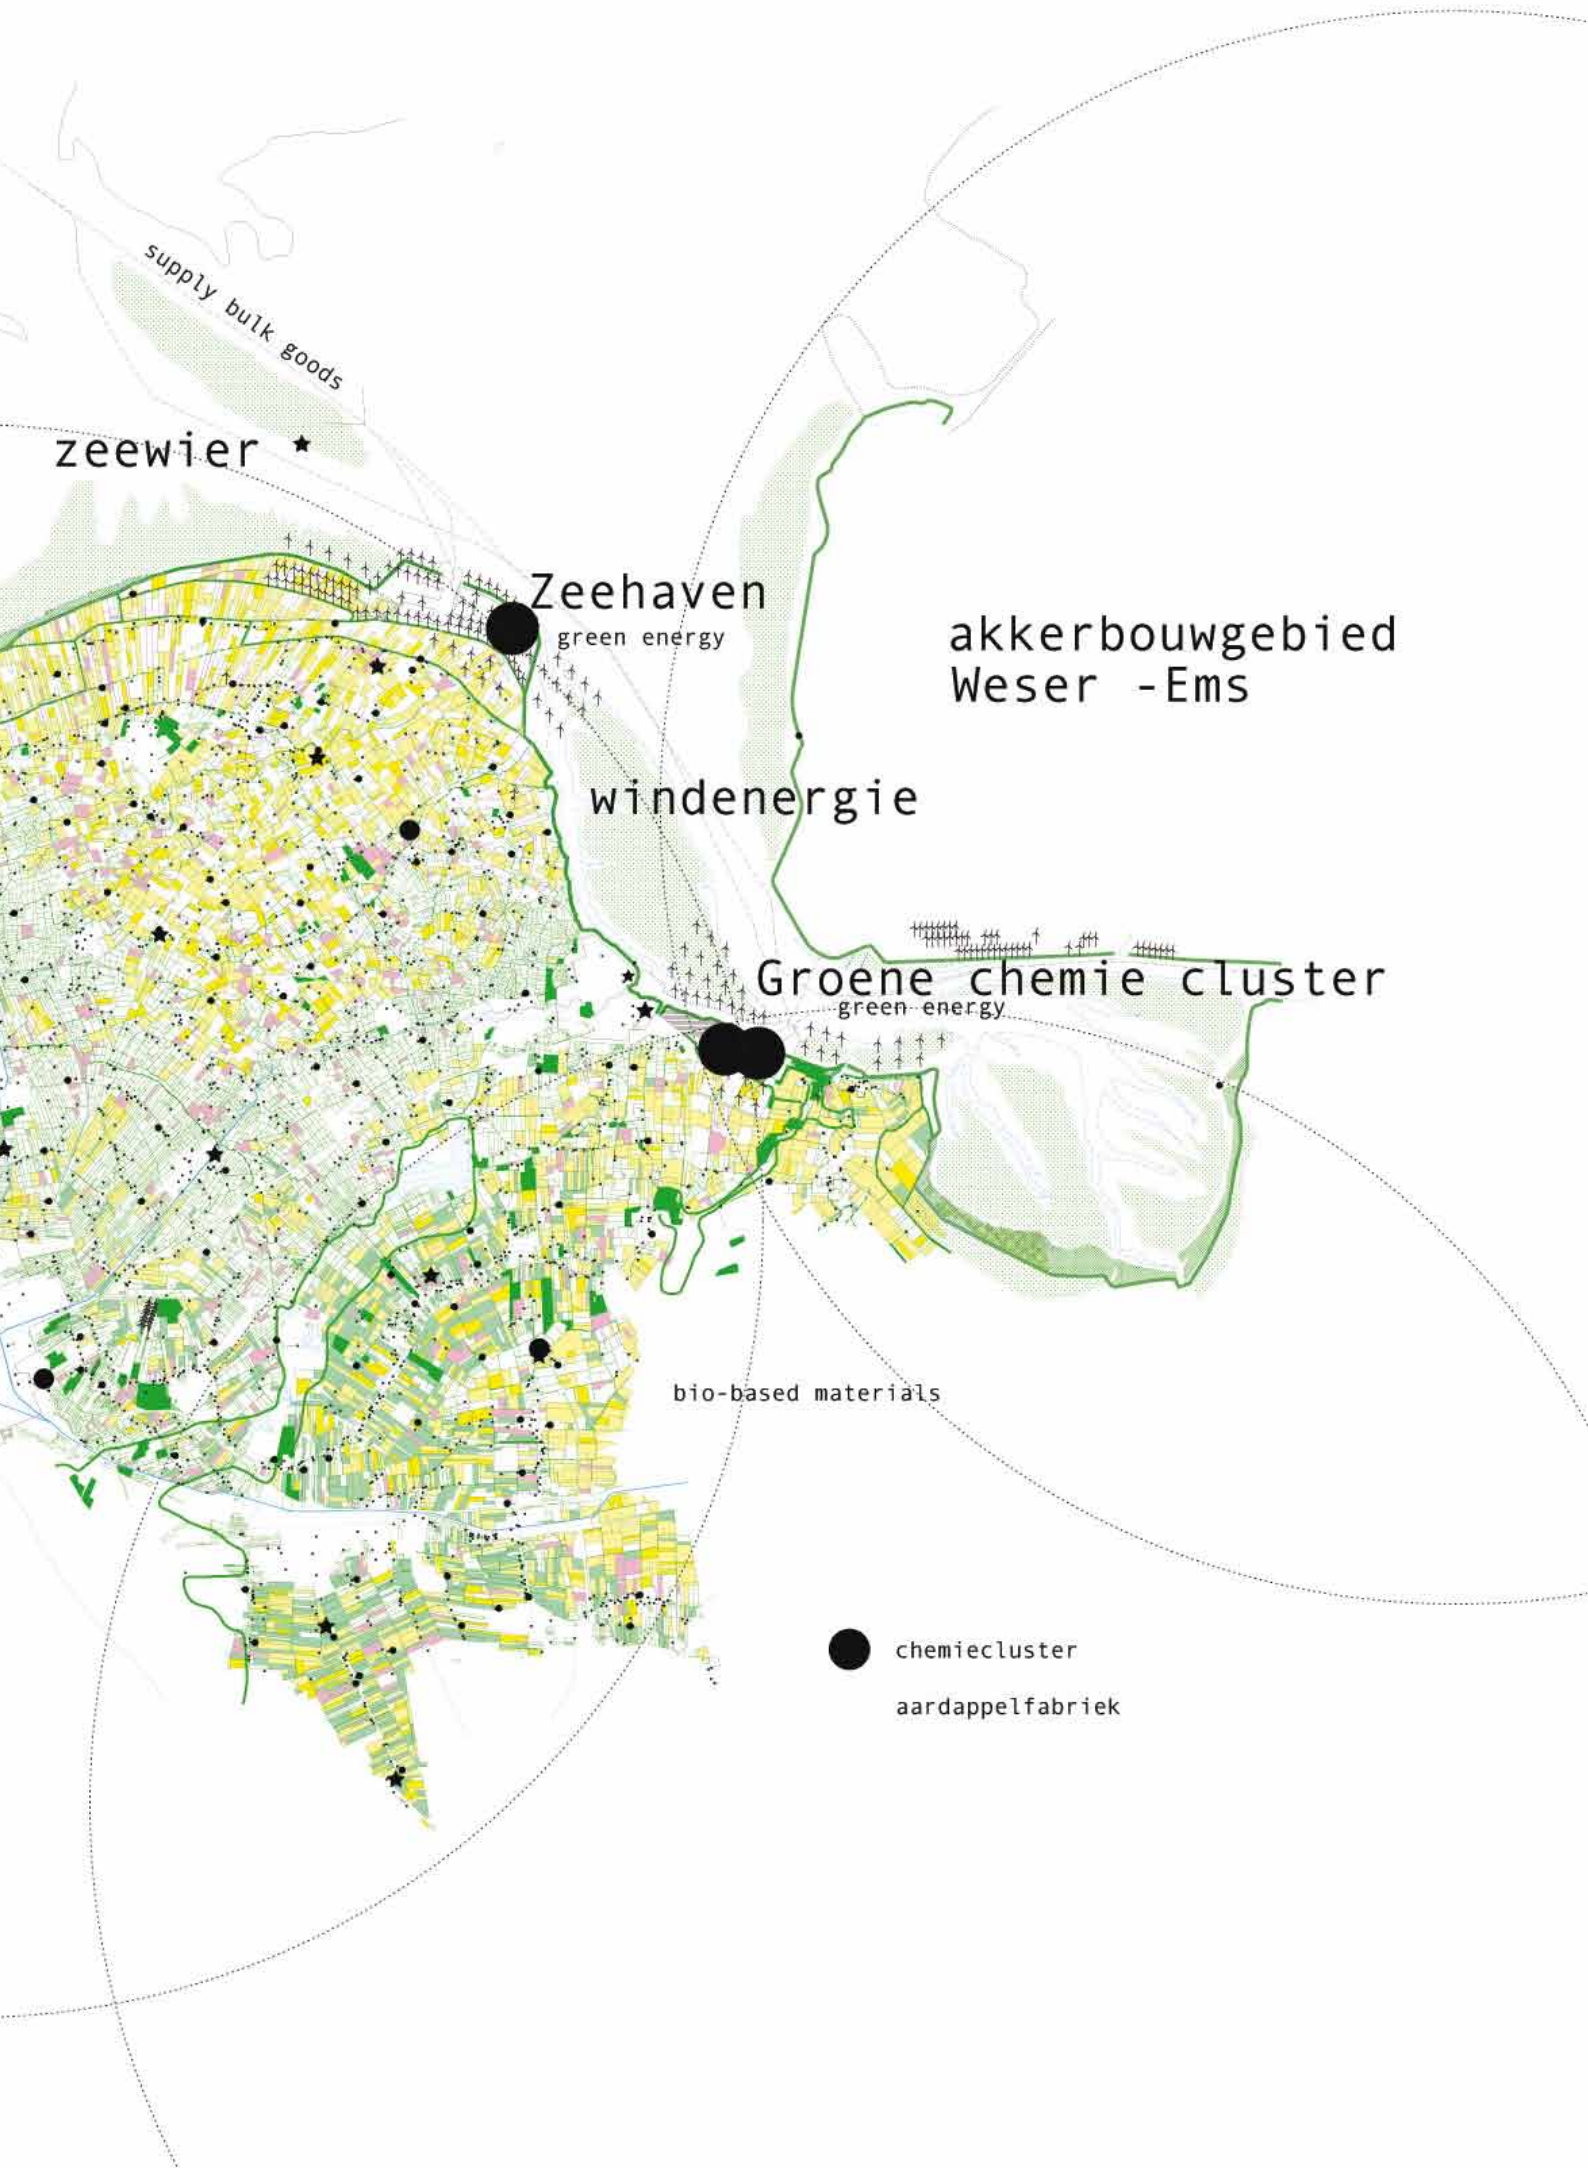 supply bulk goods
zeewier
Zeehaven
green energy
akkerbouwgebied
Weser -Ems
windenergie
Groene chemie cluster
green energy
bio-based materials
chemiecluster
aardappelfabriek